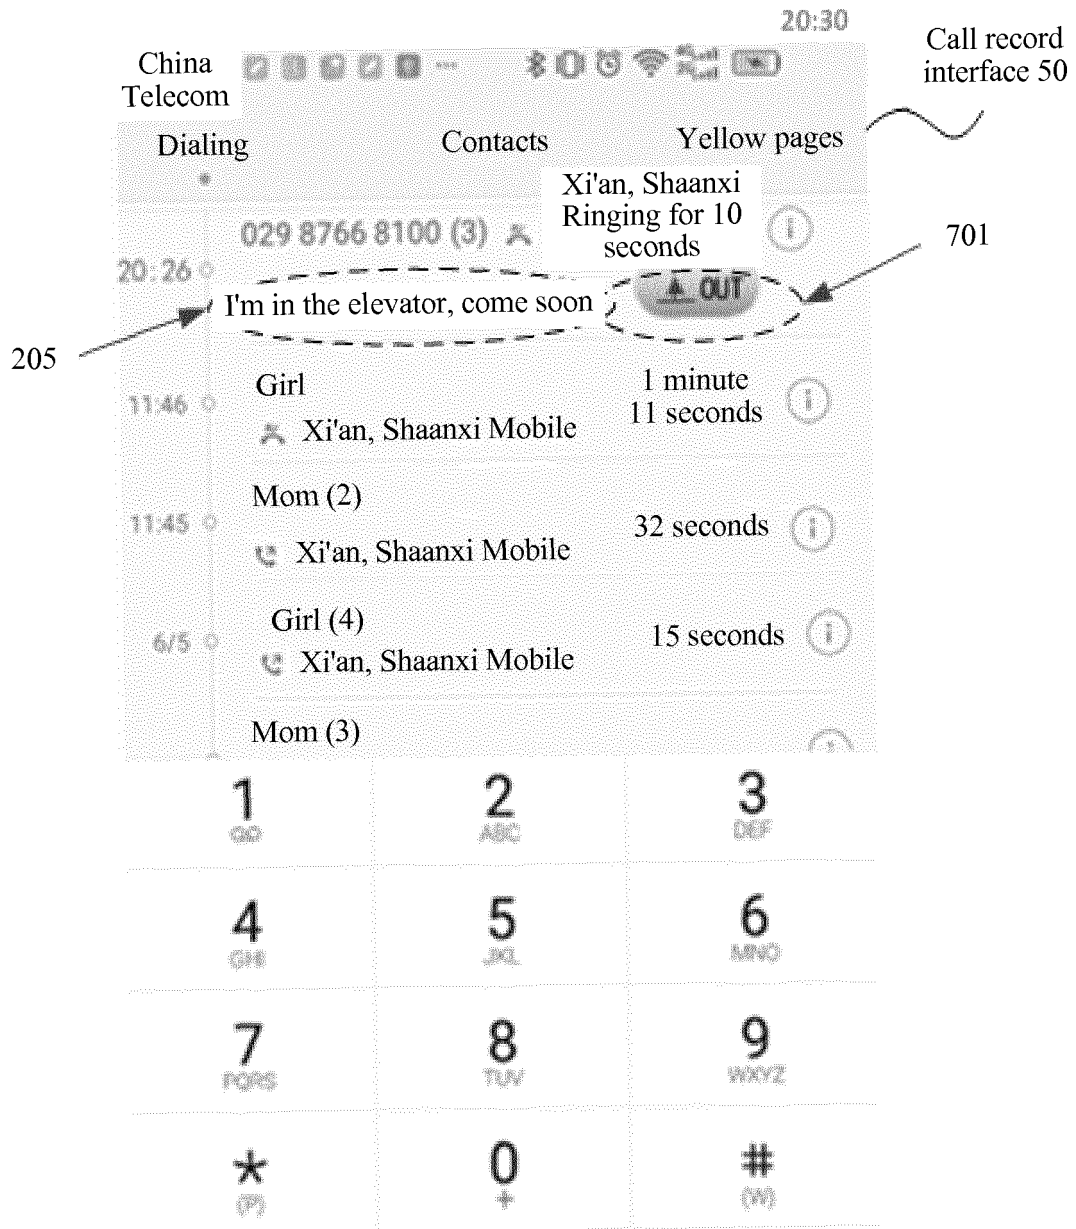 20:30
Call record
interface 50
China
Telecom
Dialing
Contacts
Yellow pages
Xi'an, Shaanxi
Ringing for 10
seconds
029 8766 8100 (3)
701
20:26
I'm in the elevator, come soon
OUT
205
Girl
1 minute
11 seconds
11:46
Xi'an, Shaanxi Mobile
Mom (2)
11:45
32 seconds
Xi'an, Shaanxi Mobile
Girl (4)
6/5
15 seconds
Xi'an, Shaanxi Mobile
Mom (3)
1
2
3
ABC
DEF
4
5
6
GHI
JKL
MNO
7
8
9
PQRS
TUV
WXYZ
*
0
#
(P)
+
(W)